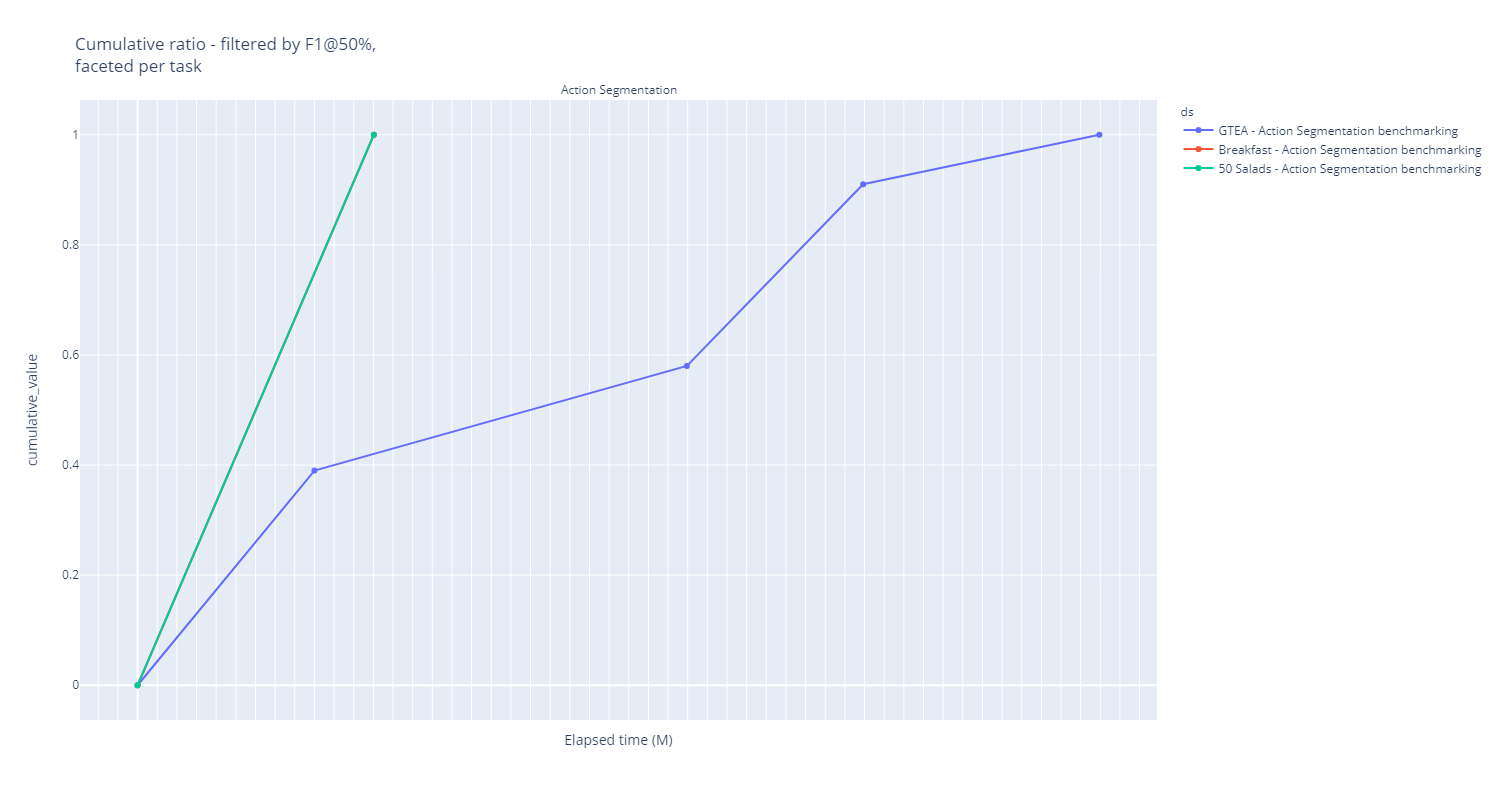 Cumulative ratio - filtered by F1@50%,
faceted per task
Action Segmentation
ds
GTEA - Action Segmentation benchmarking
Breakfast - Action Segmentation benchmarking
50 Salads - Action Segmentation benchmarking
1
0.8
0.6
0.4
0.2
0
cumulative_value
Elapsed time (M)